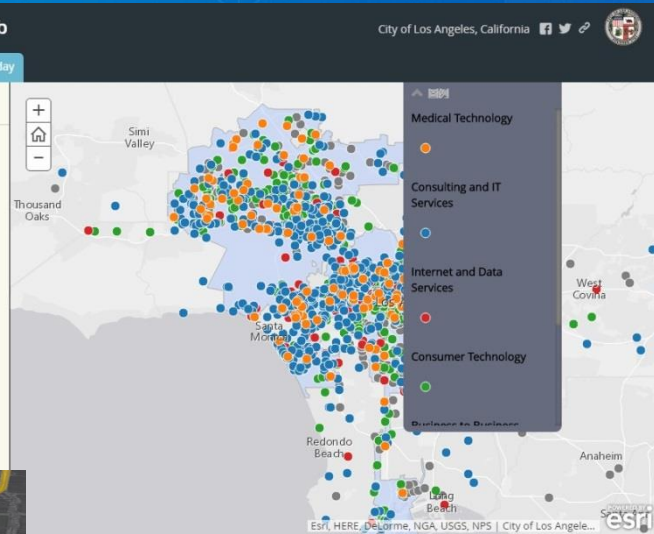 City of Los Angeles, California
Medical Technology
Consulting and IT
Services
Internet and Data
Services
Consumer Technology
+
−
Simi
Valley
Thousand
Oaks
Santa
West
Covina
Redondo
Beach
Anaheim
Long
Beach
Esri, HERE, DeLorme, NGA, USGS, NPS | City of Los Angele...
esri